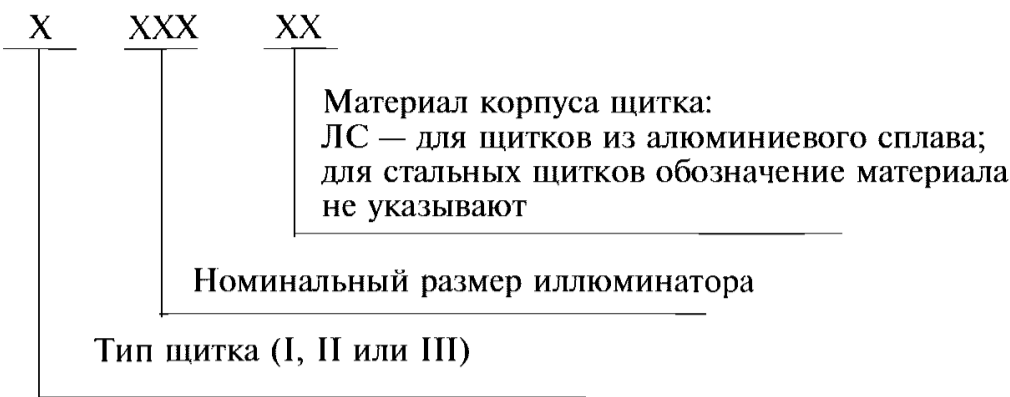 X XXX XX
Материал корпуса щитка:
ЛС — для щитков из алюминиевого сплава;
для стальных щитков обозначение материала
не указывают
Номинальный размер иллюминатора
Тип щитка (I, II или III)